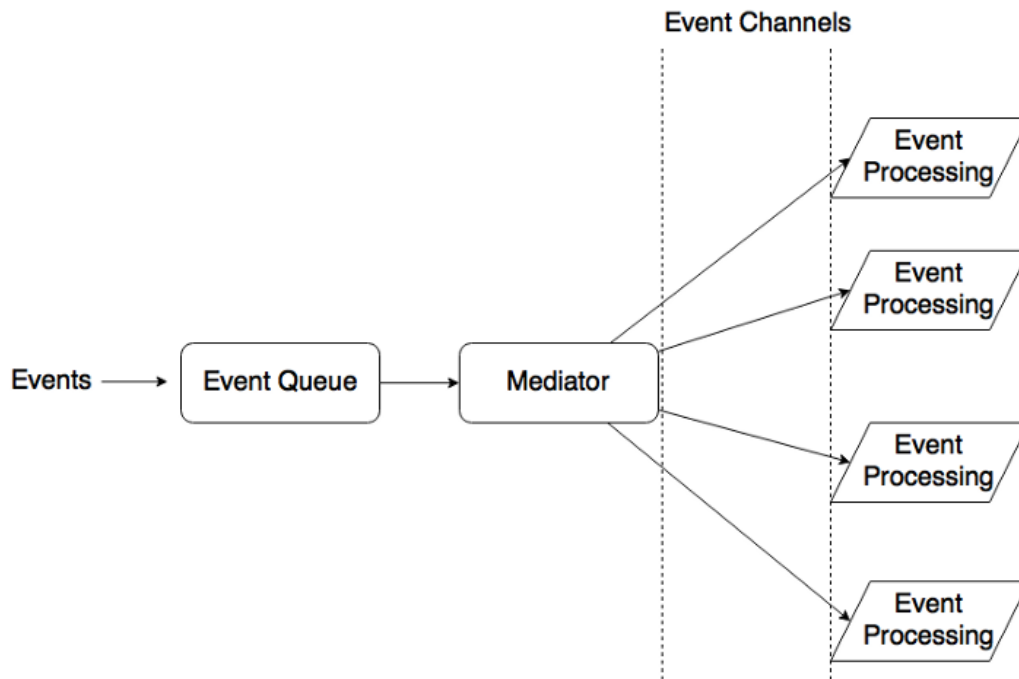 Event Channels
Event
Processing
Event
Processing
Events
Event Queue
Mediator
Event
Processing
Event
Processing